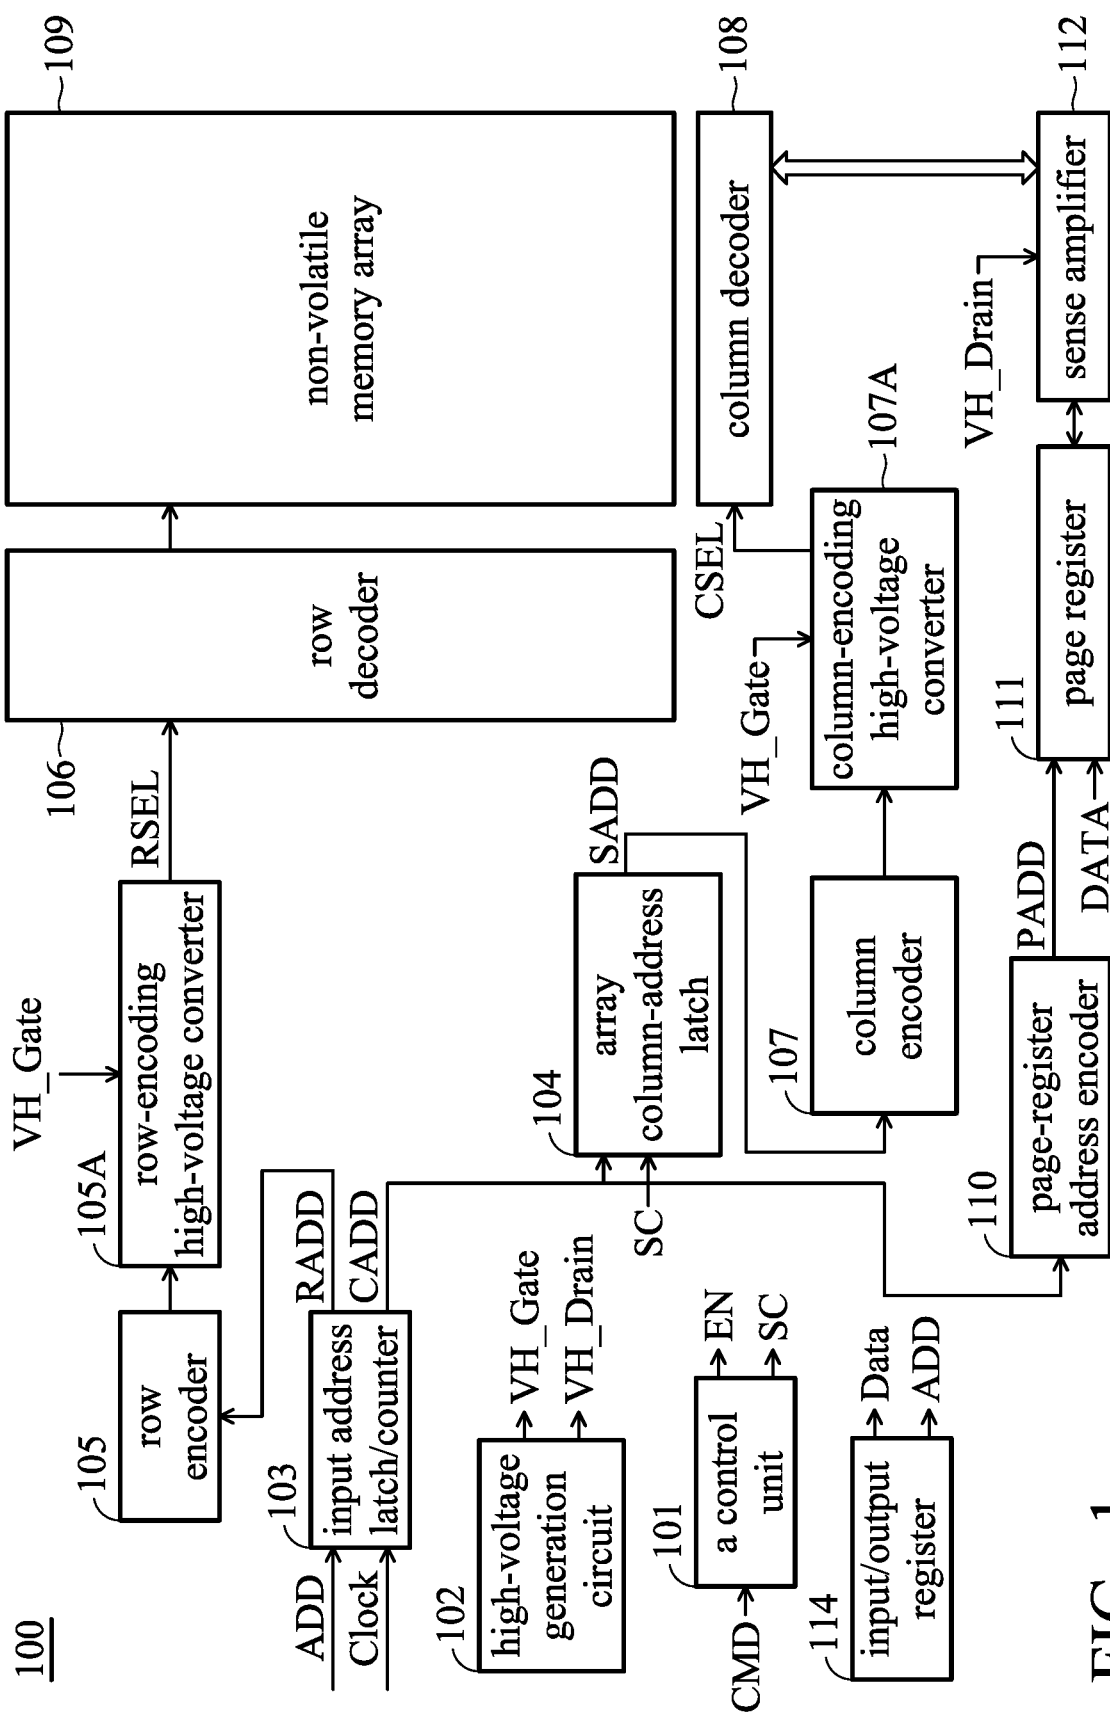 100
ADD
Clock
103
input address
latch/counter
RADD
CADD
105
row
encoder
105A
row-encoding
high-voltage converter
VH_Gate
RSEL
106
row
decoder
109
non-volatile
memory array
102
high-voltage
generation
circuit
VH_Gate
VH_Drain
104
array
column-address
latch
SC
SADD
CMD
101
a control
unit
EN
SC
107
column
encoder
VH_Gate
107A
column-encoding
high-voltage
converter
CSEL
108
column decoder
114
input/output
register
Data
ADD
110
page-register
address encoder
PADD
DATA
111
page register
VH_Drain
112
sense amplifier
FIG. 1